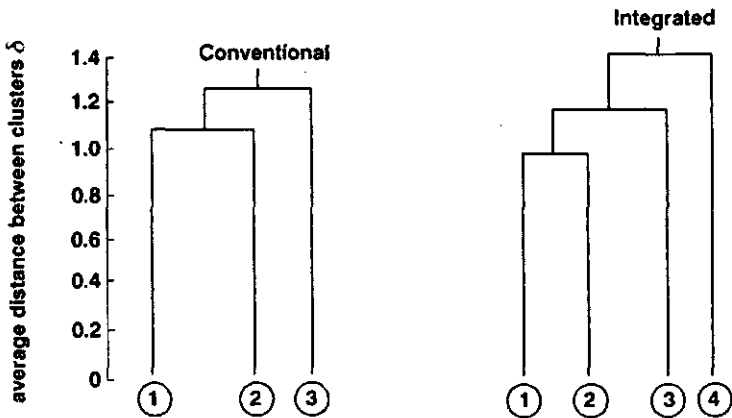 average distance between clusters δ
1.4
1.2
1.0
0.8
0.6
0.4
0.2
0
Conventional
1 2 3
Integrated
1 2 3 4